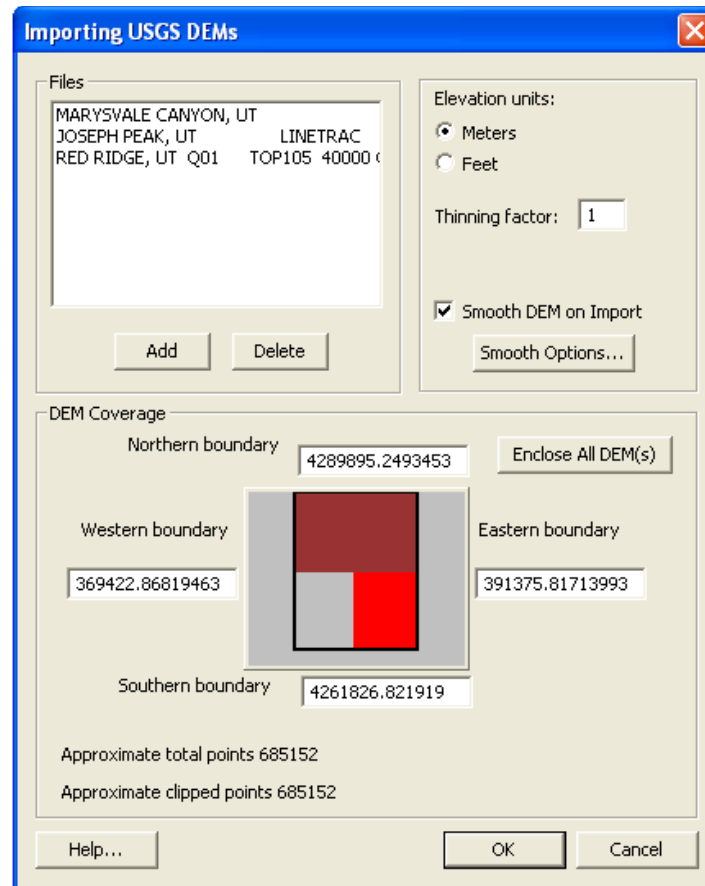 Importing USGS DEMs
Files
MARYSVALE CANYON, UT
JOSEPH PEAK, UT LINETRAC
RED RIDGE, UT Q01 TOP105 40000
Add
Delete
Elevation units:
Meters
Feet
Thinning factor: 1
Smooth DEM on Import
Smooth Options...
DEM Coverage
Northern boundary
4289895.2493453
Enclose All DEM(s)
Western boundary
Eastern boundary
369422.86819463
391375.81713993
Southern boundary
4261826.821919
Approximate total points 685152
Approximate clipped points 685152
Help...
OK
Cancel